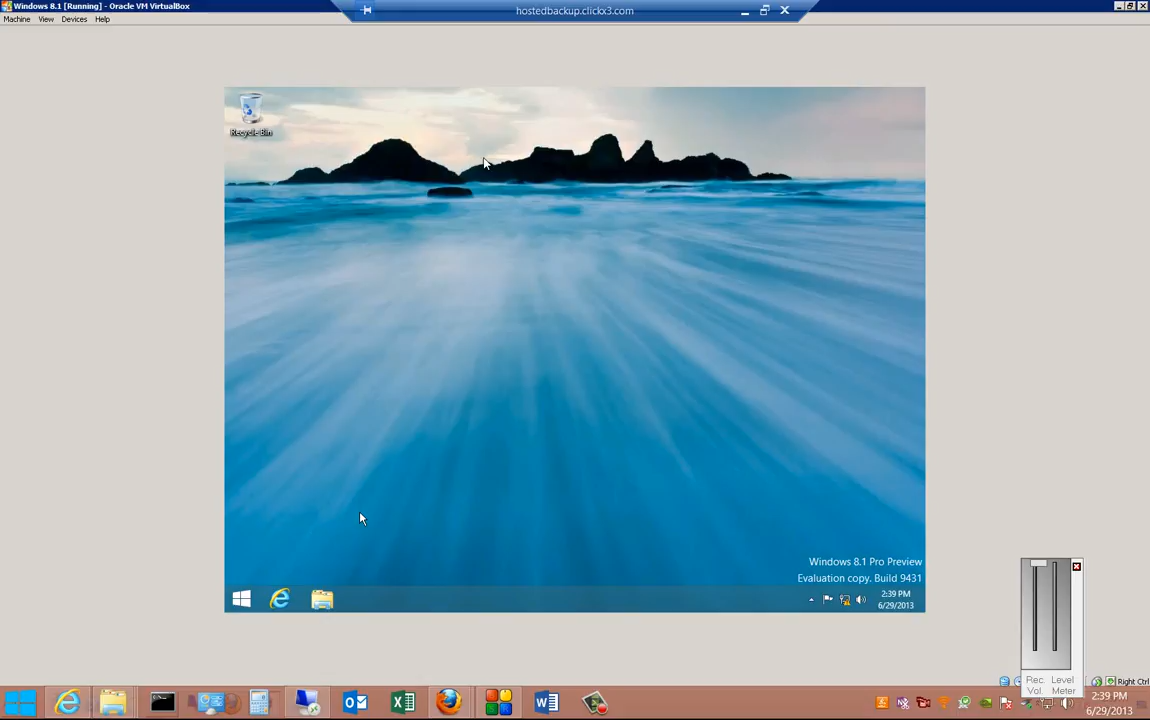 Windows 8.1 [Running] - Oracle VM VirtualBox
hostedbackup.clickx3.com
Machine View Devices Help
Recycle Bin
Windows 8.1 Pro Preview
Evaluation copy. Build 9431
2:39 PM
6/29/2013
Rec. Level
Vol. Meter
Right Ctrl
2:39 PM
6/29/2013